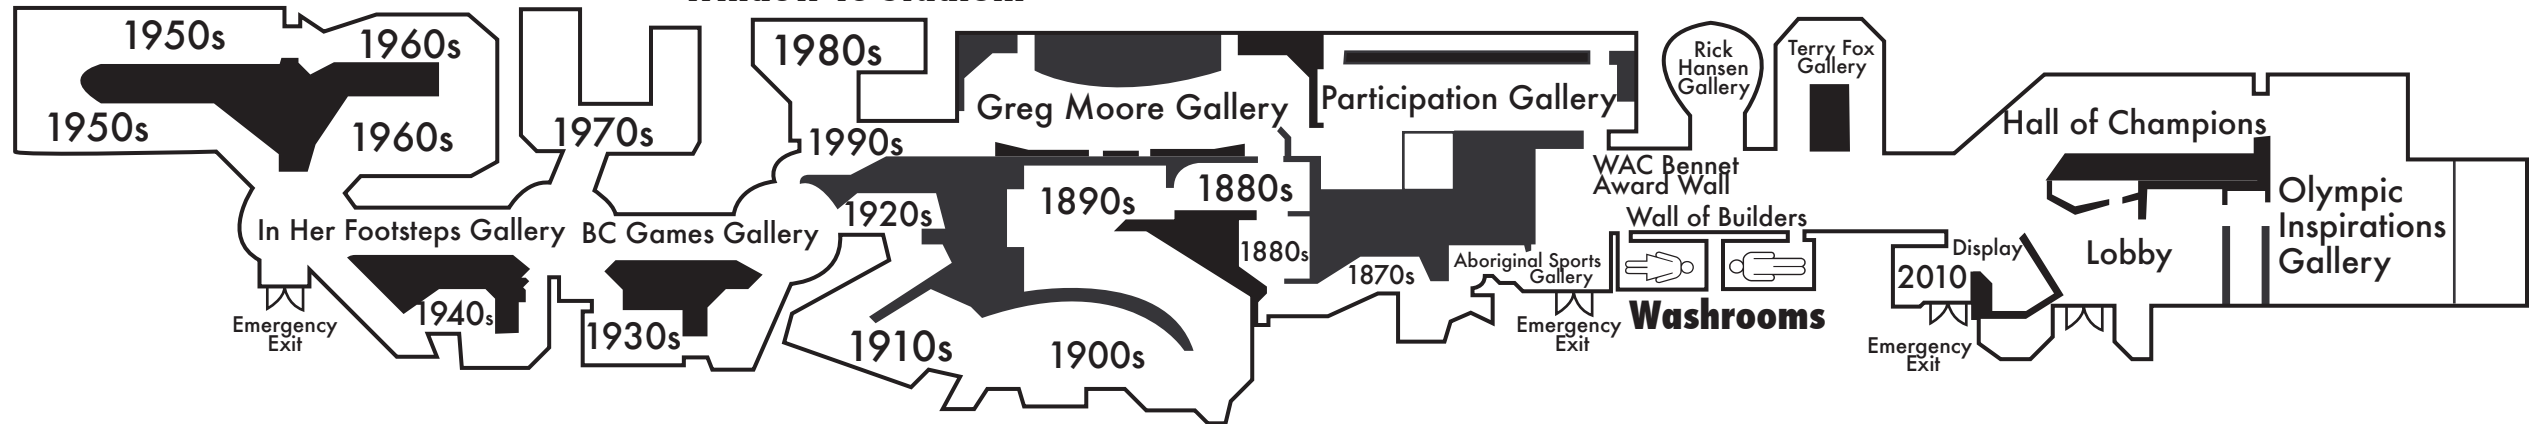 1950s
1960s
1950s
1960s
1970s
1980s
1990s
Greg Moore Gallery
Participation Gallery
Rick
Hansen
Gallery
Terry Fox
Gallery
Hall of Champions
WAC Bennet
Award Wall
Wall of Builders
1890s
1880s
1880s
1920s
In Her Footsteps Gallery
BC Games Gallery
1870s
Aboriginal Sports
Gallery
Display
2010
Lobby
Olympic
Inspirations
Gallery
1940s
1930s
1910s
1900s
Emergency
Exit
Emergency
Exit
Washrooms
Emergency
Exit